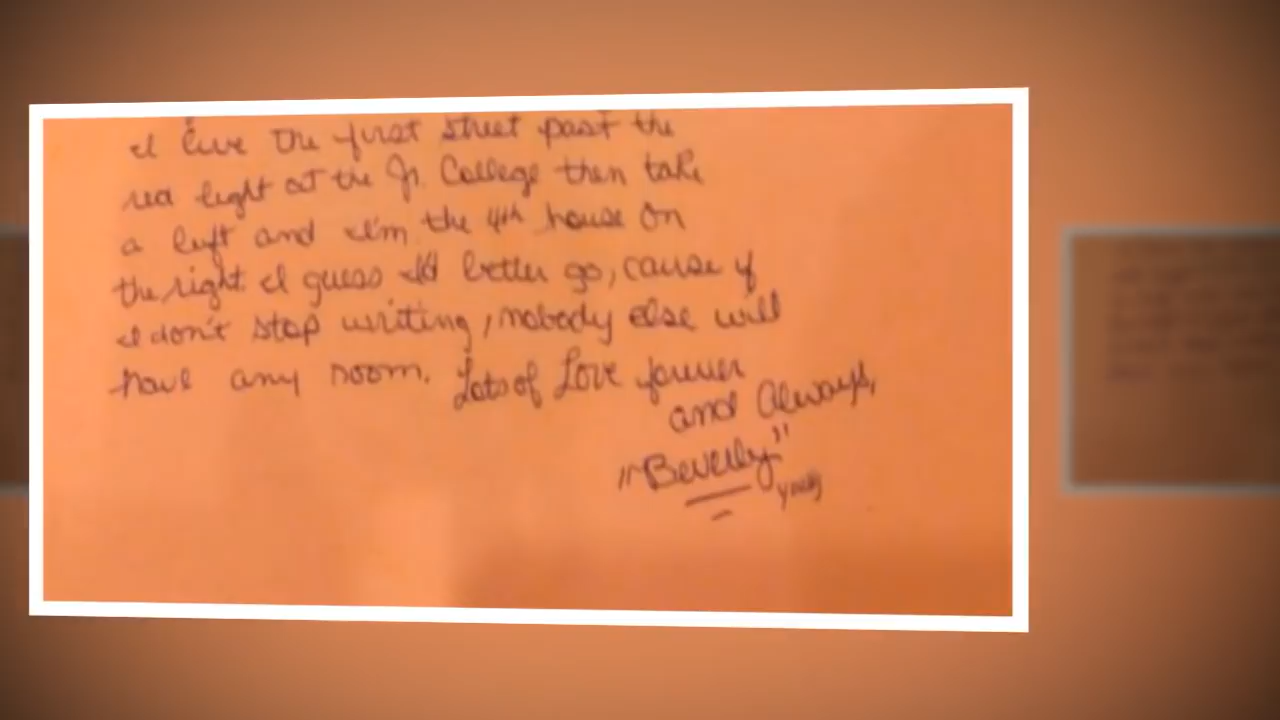 I live the first street past the
red light at the Jr. College then take
a left and I'm the 4th house on
the right I guess I'd better go, cause if
I don't stop writing, nobody else will
have any room. Lots of Love forever
and Always,
"Beverly"